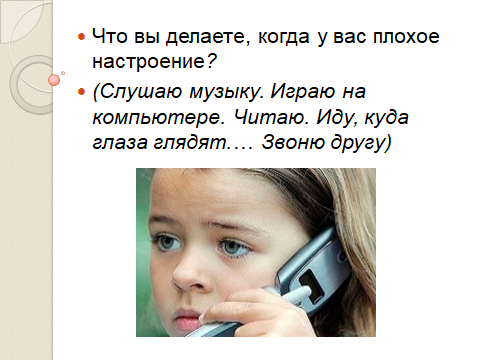 Что вы делаете, когда у вас плохое
настроение?
(Слушаю музыку. Играю на
компьютере. Читаю. Иду, куда
глаза глядят.… Звоню другу)